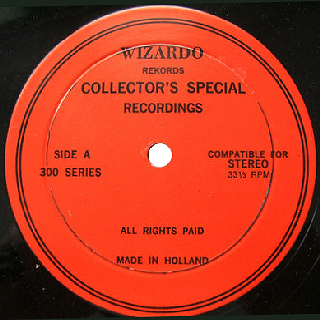 WIZARDO
REKORDS
COLLECTOR'S SPECIAL
RECORDINGS
SIDE A
300 SERIES
COMPATIBLE FOR
STEREO
33⅓ RPM
ALL RIGHTS PAID
MADE IN HOLLAND